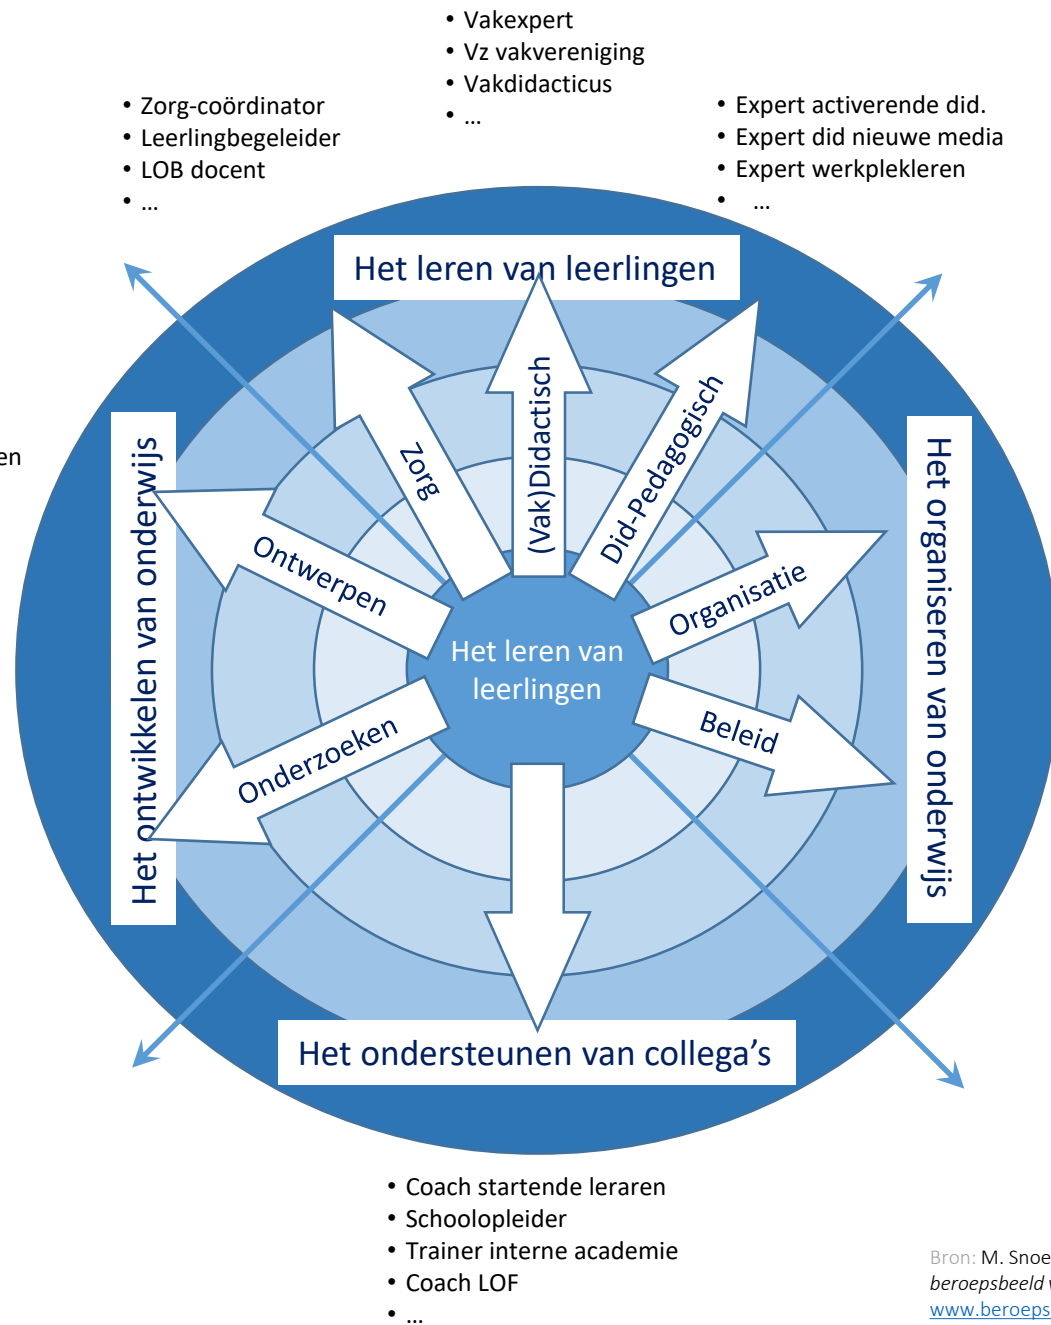 • Vakexpert
• Vz vakvereniging
• Vakdidacticus
• ...
• Zorg-coördinator
• Leerlingbegeleider
• LOB docent
• ...
• Expert activerende did.
• Expert did nieuwe media
• Expert werkplekleren
• ...
Het leren van leerlingen
en
Het ontwikkelen van onderwijs
Zorg
(Vak)Didactisch
Did-Pedagogisch
Ontwerpen
Organisatie
Het organiseren van onderwijs
Het leren van
leerlingen
Onderzoeken
Beleid
Het ondersteunen van collega's
• Coach startende leraren
• Schoolopleider
• Trainer interne academie
• Coach LOF
• ...
Bron: M. Snoe
beroepsbeeld v
www.beroeps